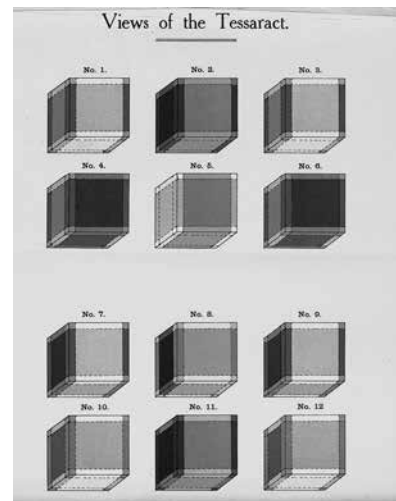 Views of the Tessaract.
No. 1. No. 2. No. 3.
No. 4. No. 5. No. 6.
No. 7. No. 8. No. 9.
No. 10. No. 11. No. 12